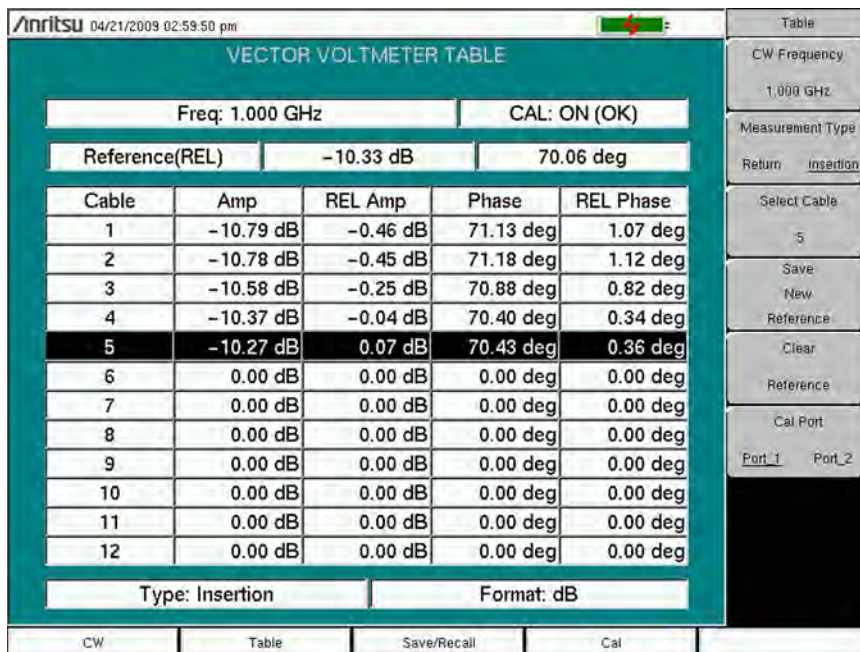 /Inritsu 04/21/2009 02:59:50 pm
VECTOR VOLTMETER TABLE
Freq: 1.000 GHz CAL: ON (OK)
Reference(REL) -10.33 dB 70.06 deg
Cable Amp REL Amp Phase REL Phase
1 -10.79 dB -0.46 dB 71.13 deg 1.07 deg
2 -10.78 dB -0.45 dB 71.18 deg 1.12 deg
3 -10.58 dB -0.25 dB 70.88 deg 0.82 deg
4 -10.37 dB -0.04 dB 70.40 deg 0.34 deg
5 -10.27 dB 0.07 dB 70.43 deg 0.36 deg
6 0.00 dB 0.00 dB 0.00 deg 0.00 deg
7 0.00 dB 0.00 dB 0.00 deg 0.00 deg
8 0.00 dB 0.00 dB 0.00 deg 0.00 deg
9 0.00 dB 0.00 dB 0.00 deg 0.00 deg
10 0.00 dB 0.00 dB 0.00 deg 0.00 deg
11 0.00 dB 0.00 dB 0.00 deg 0.00 deg
12 0.00 dB 0.00 dB 0.00 deg 0.00 deg
Type: Insertion Format: dB
Table
CW Frequency
1.000 GHz
Measurement Type
Return Insertion
Select Cable
5
Save
New
Reference
Clear
Reference
Cal Port
Port_1 Port_2
CW Table Save/Recall Cal